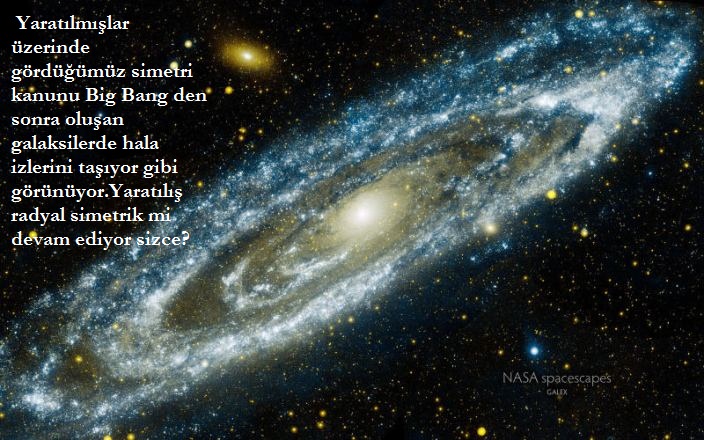 Yaratılmışlar
üzerinde
gördüğümüz simetri
kanunu Big Bang den
sonra oluşan
galaksilerde hala
izlerini taşıyor gibi
görünüyor.Yaratılış
radyal simetrik mi
devam ediyor sizce?
NASA spacescapes
GALEX